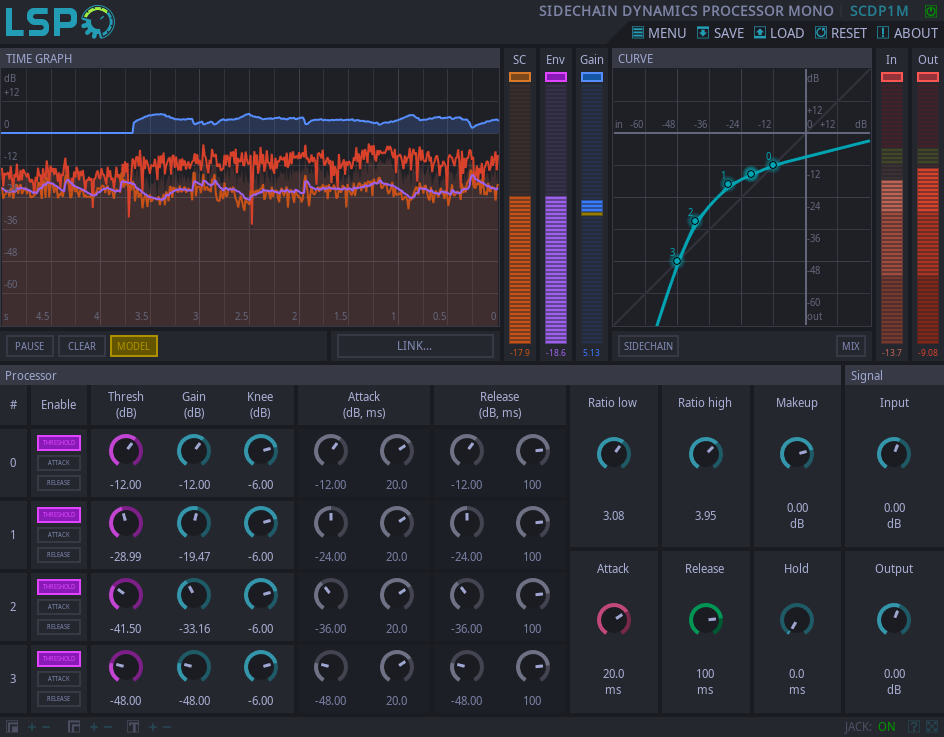 LSP
SIDECHAIN DYNAMICS PROCESSOR MONO SCDP1M
MENU SAVE LOAD RESET ABOUT
TIME GRAPH
SC Env Gain
CURVE
In Out
dB
+12
0
-12
-36
-48
-60
s 4.5 4 3.5 3 2.5 2 1.5 1 0.5 0
dB
+12
in -60 -48 -36 -24 -12 0 +12 dB
-12
-24
-36
-48
-60
out
0
1
2
3
PAUSE CLEAR MODEL LINK...
-17.9 -18.6 5.13
SIDECHAIN MIX
-13.7 -9.08
Processor
Signal
# Enable Thresh (dB) Gain (dB) Knee (dB) Attack (dB, ms) Release (dB, ms)
Ratio low Ratio high Makeup Input
0 THRESHOLD ATTACK RELEASE
-12.00 -12.00 -6.00 -12.00 20.0 -12.00 100
1 THRESHOLD ATTACK RELEASE
-28.99 -19.47 -6.00 -24.00 20.0 -24.00 100
3.08 3.95 0.00 dB 0.00 dB
Attack Release Hold Output
2 THRESHOLD ATTACK RELEASE
-41.50 -33.16 -6.00 -36.00 20.0 -36.00 100
3 THRESHOLD ATTACK RELEASE
-48.00 -48.00 -6.00 -48.00 20.0 -48.00 100
20.0 ms 100 ms 0.0 ms 0.00 dB
+ − + − T + − JACK: ON ?